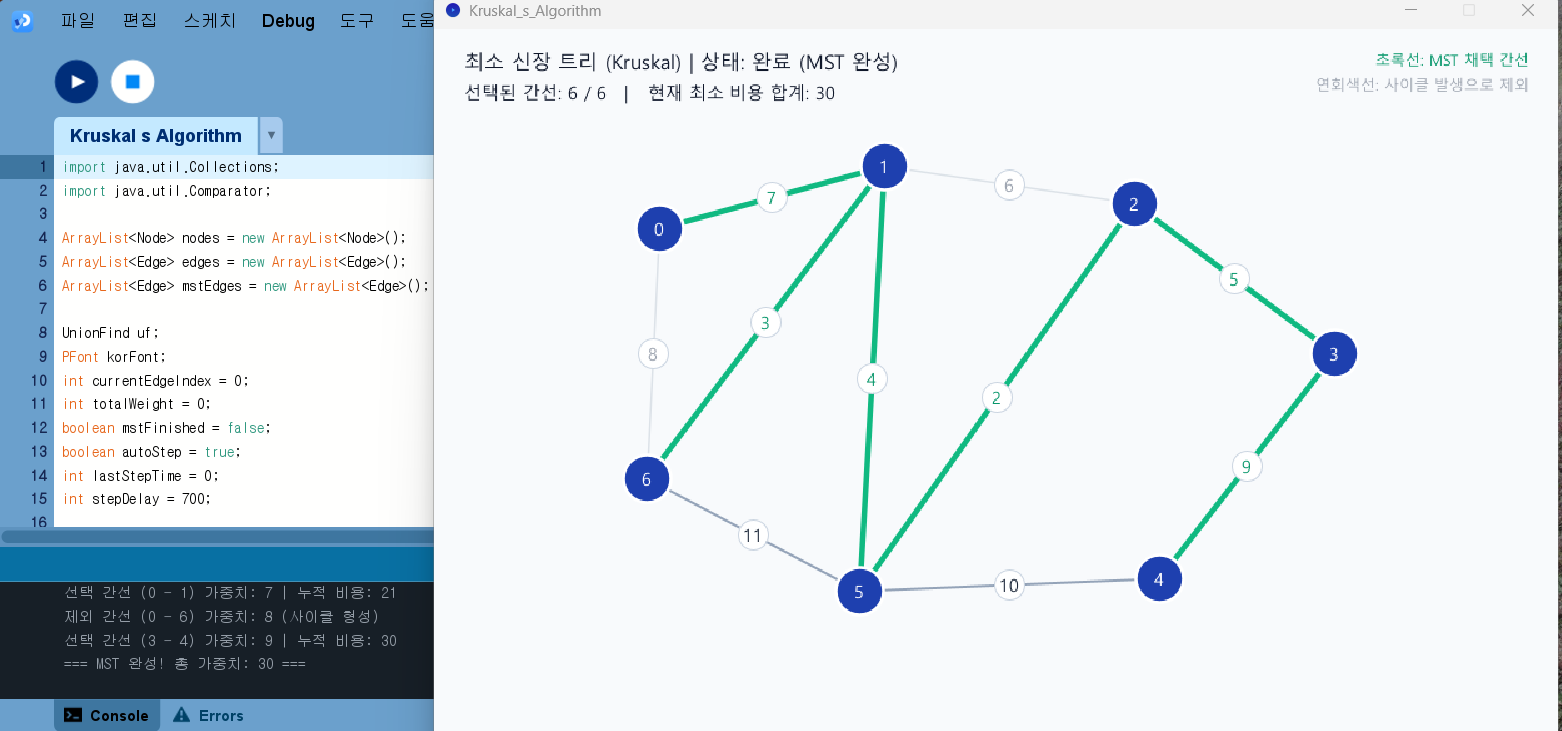 파일 편집 스케치 Debug 도구 도움
Kruskal s Algorithm
1 import java.util.Collections;
2 import java.util.Comparator;
3
4 ArrayList<Node> nodes = new ArrayList<Node>();
5 ArrayList<Edge> edges = new ArrayList<Edge>();
6 ArrayList<Edge> mstEdges = new ArrayList<Edge>();
7
8 UnionFind uf;
9 PFont korFont;
10 int currentEdgeIndex = 0;
11 int totalWeight = 0;
12 boolean mstFinished = false;
13 boolean autoStep = true;
14 int lastStepTime = 0;
15 int stepDelay = 700;
16
선택 간선 (0 - 1) 가중치: 7 | 누적 비용: 21
제외 간선 (0 - 6) 가중치: 8 (사이클 형성)
선택 간선 (3 - 4) 가중치: 9 | 누적 비용: 30
=== MST 완성! 총 가중치: 30 ===
Console Errors
Kruskal_s_Algorithm
최소 신장 트리 (Kruskal) | 상태: 완료 (MST 완성)
선택된 간선: 6 / 6 | 현재 최소 비용 합계: 30
초록선: MST 채택 간선
연회색선: 사이클 발생으로 제외
1
6
7
2
0
5
3
8
3
4
2
9
6
11
10
4
5